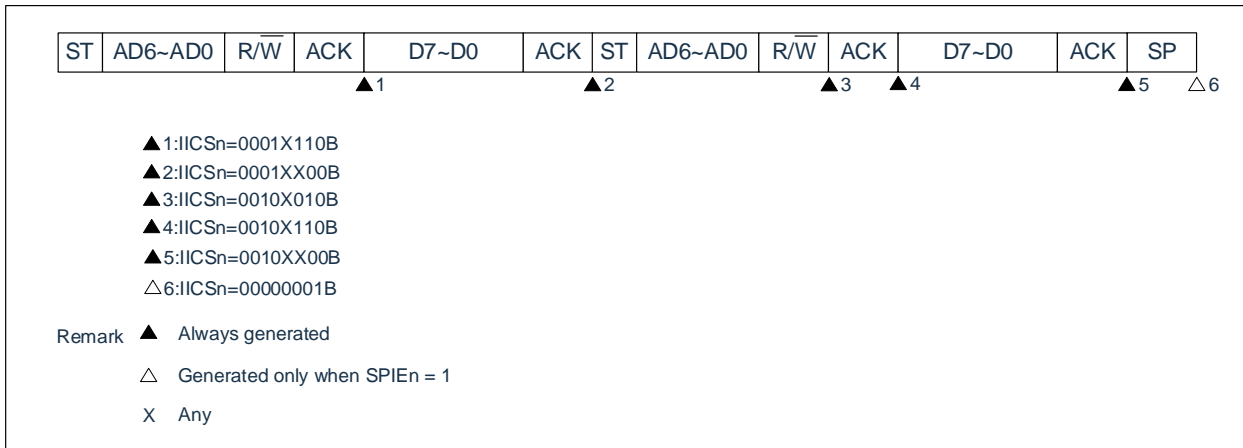 ST AD6~AD0 R/W̅ ACK D7~D0 ACK ST AD6~AD0 R/W̅ ACK D7~D0 ACK SP
▲1 ▲2 ▲3 ▲4 ▲5 △6
▲1:IICSn=0001X110B
▲2:IICSn=0001XX00B
▲3:IICSn=0010X010B
▲4:IICSn=0010X110B
▲5:IICSn=0010XX00B
△6:IICSn=00000001B
Remark ▲ Always generated
△ Generated only when SPIEn = 1
X Any